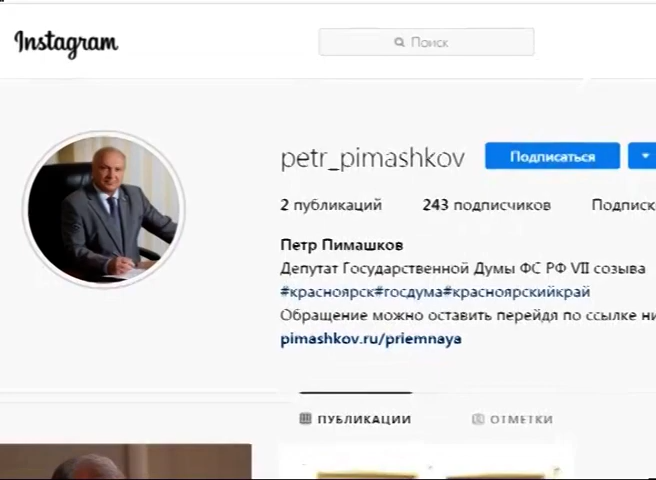 Instagram
Поиск
petr_pimashkov Подписаться
2 публикаций 243 подписчиков
Петр Пимашков
Депутат Государственной Думы ФС РФ VII созыва
#красноярск#госдума#красноярскийкрай
Обращение можно оставить перейдя по ссылке
pimashkov.ru/priemnaya
ПУБЛИКАЦИИ ОТМЕТКИ